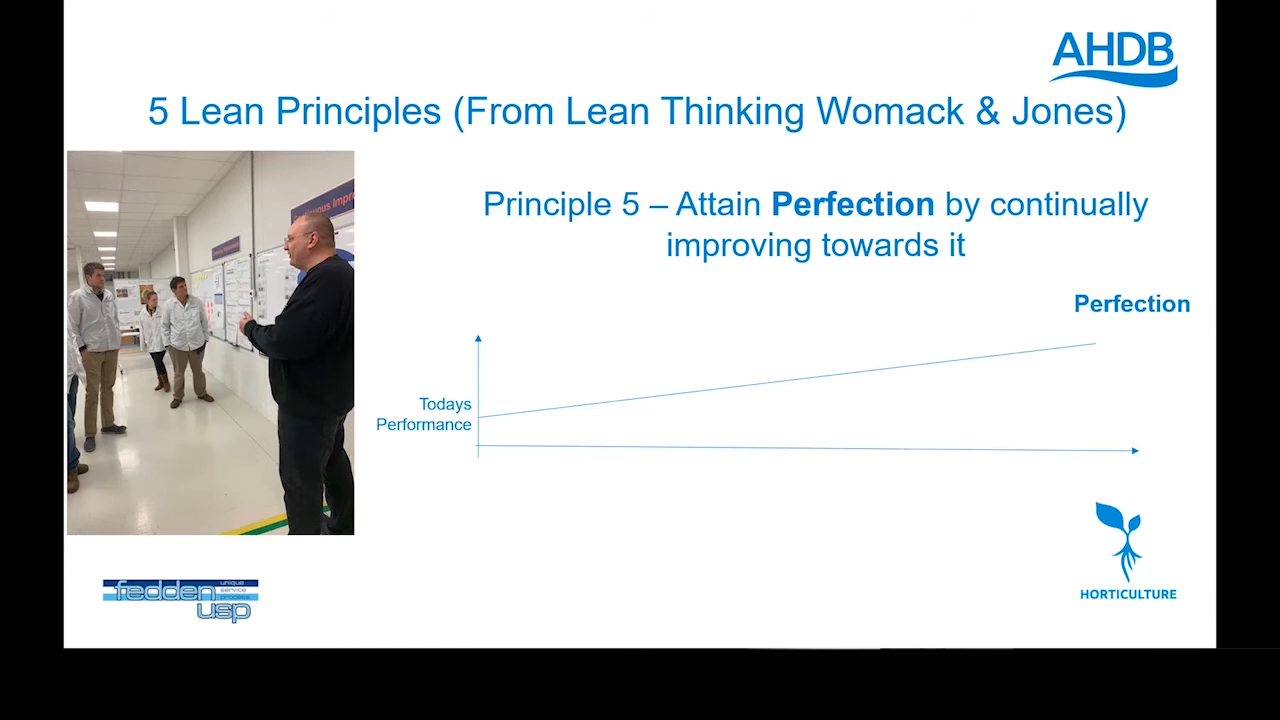 AHDB
5 Lean Principles (From Lean Thinking Womack & Jones)
Principle 5 – Attain Perfection by continually
improving towards it
Perfection
Todays
Performance
fedden
unique
service
process
usp
HORTICULTURE